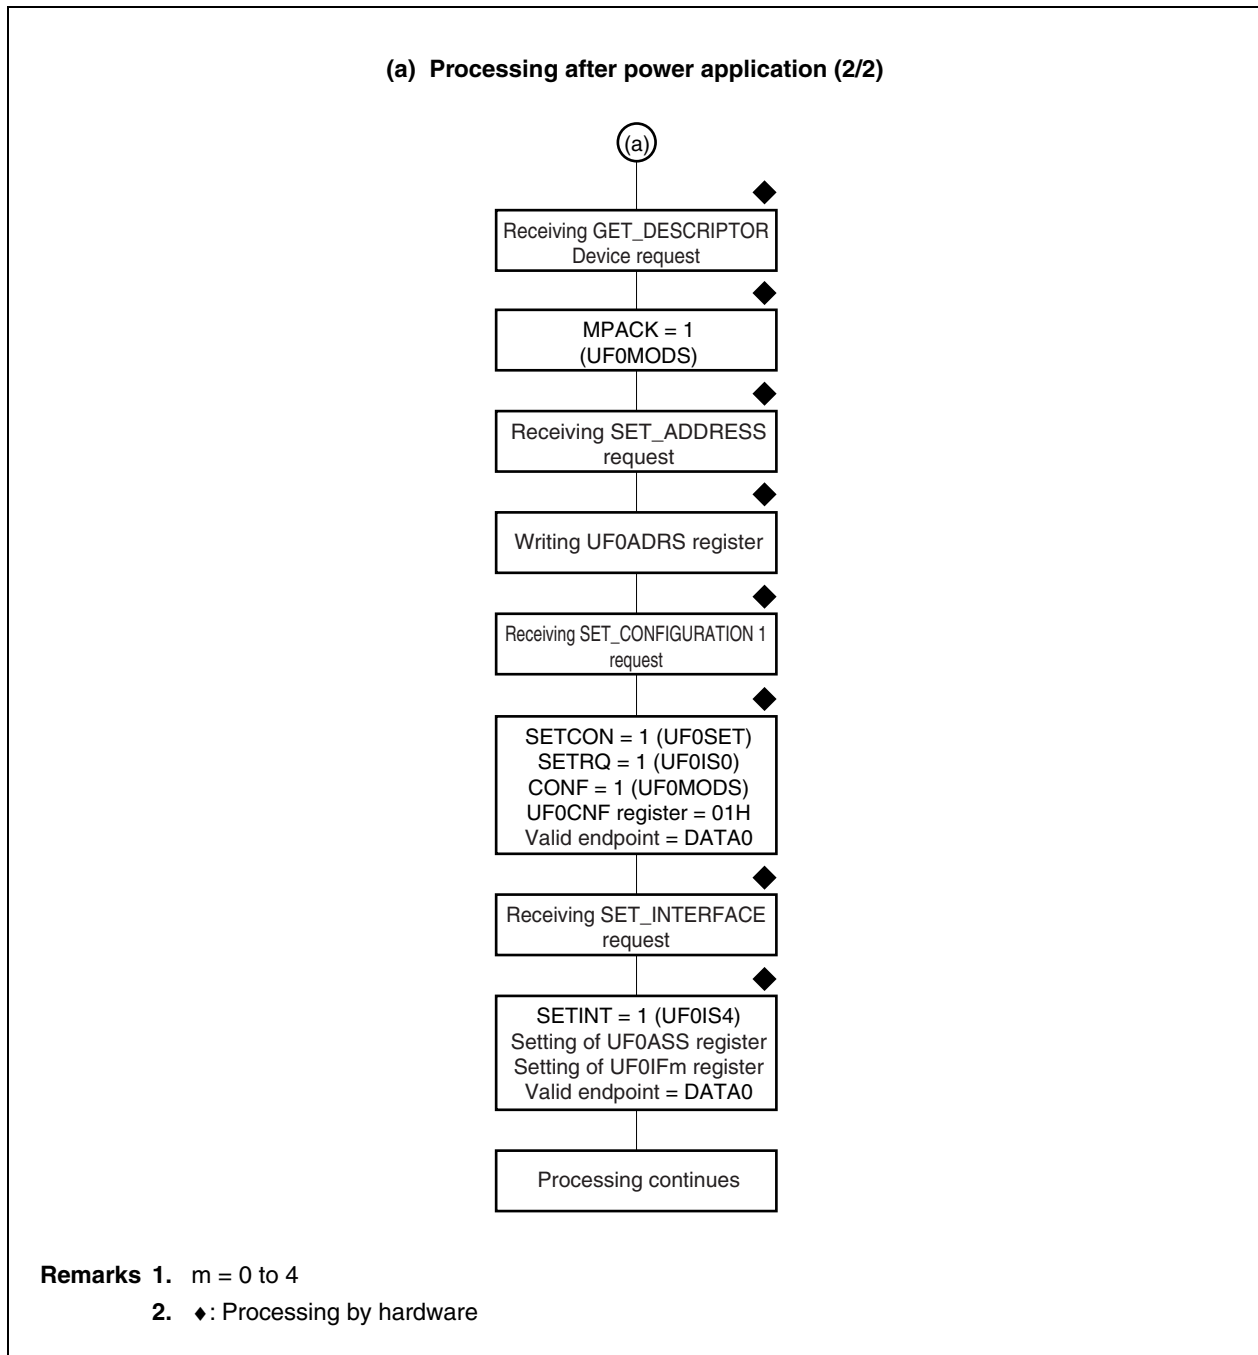 (a) Processing after power application (2/2)
(a)
◆
Receiving GET_DESCRIPTOR
Device request
◆
MPACK = 1
(UF0MODS)
◆
Receiving SET_ADDRESS
request
◆
Writing UF0ADRS register
◆
Receiving SET_CONFIGURATION 1
request
◆
SETCON = 1 (UF0SET)
SETRQ = 1 (UF0IS0)
CONF = 1 (UF0MODS)
UF0CNF register = 01H
Valid endpoint = DATA0
◆
Receiving SET_INTERFACE
request
◆
SETINT = 1 (UF0IS4)
Setting of UF0ASS register
Setting of UF0IFm register
Valid endpoint = DATA0
Processing continues
Remarks 1. m = 0 to 4
2. ♦: Processing by hardware